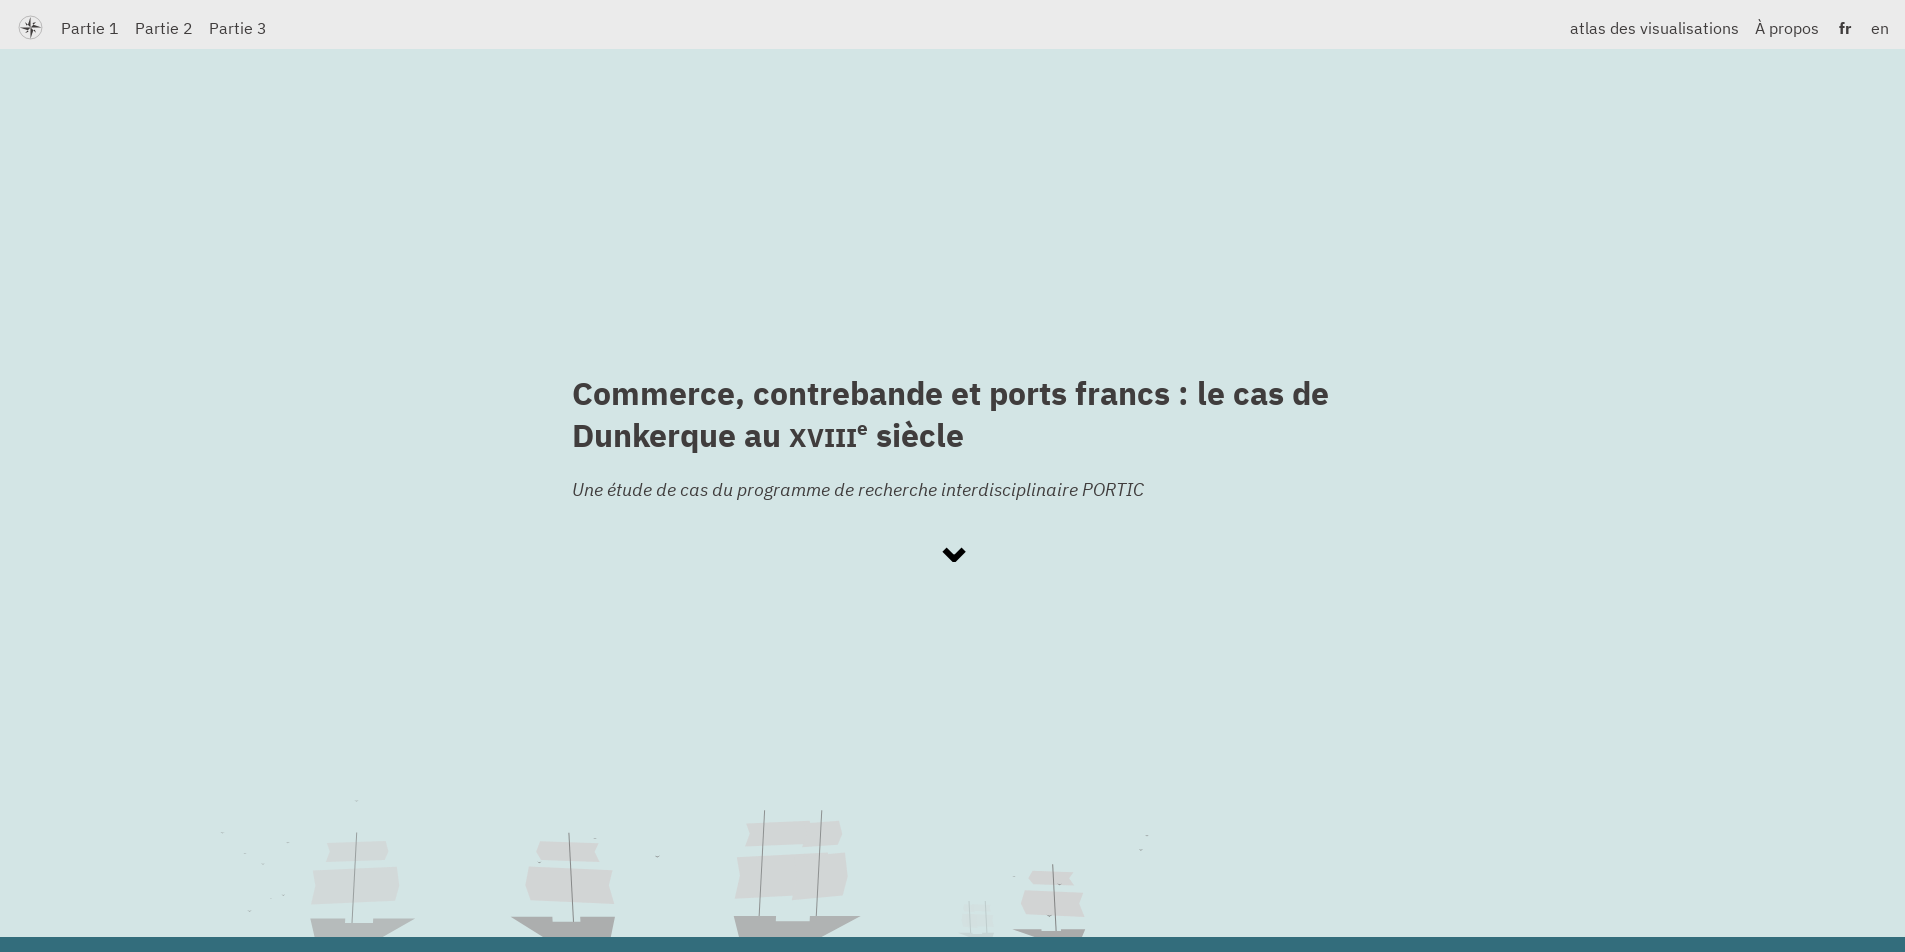 Partie 1 Partie 2 Partie 3 atlas des visualisations À propos fr en
Commerce, contrebande et ports francs : le cas de
Dunkerque au XVIIIe siècle
Une étude de cas du programme de recherche interdisciplinaire PORTIC